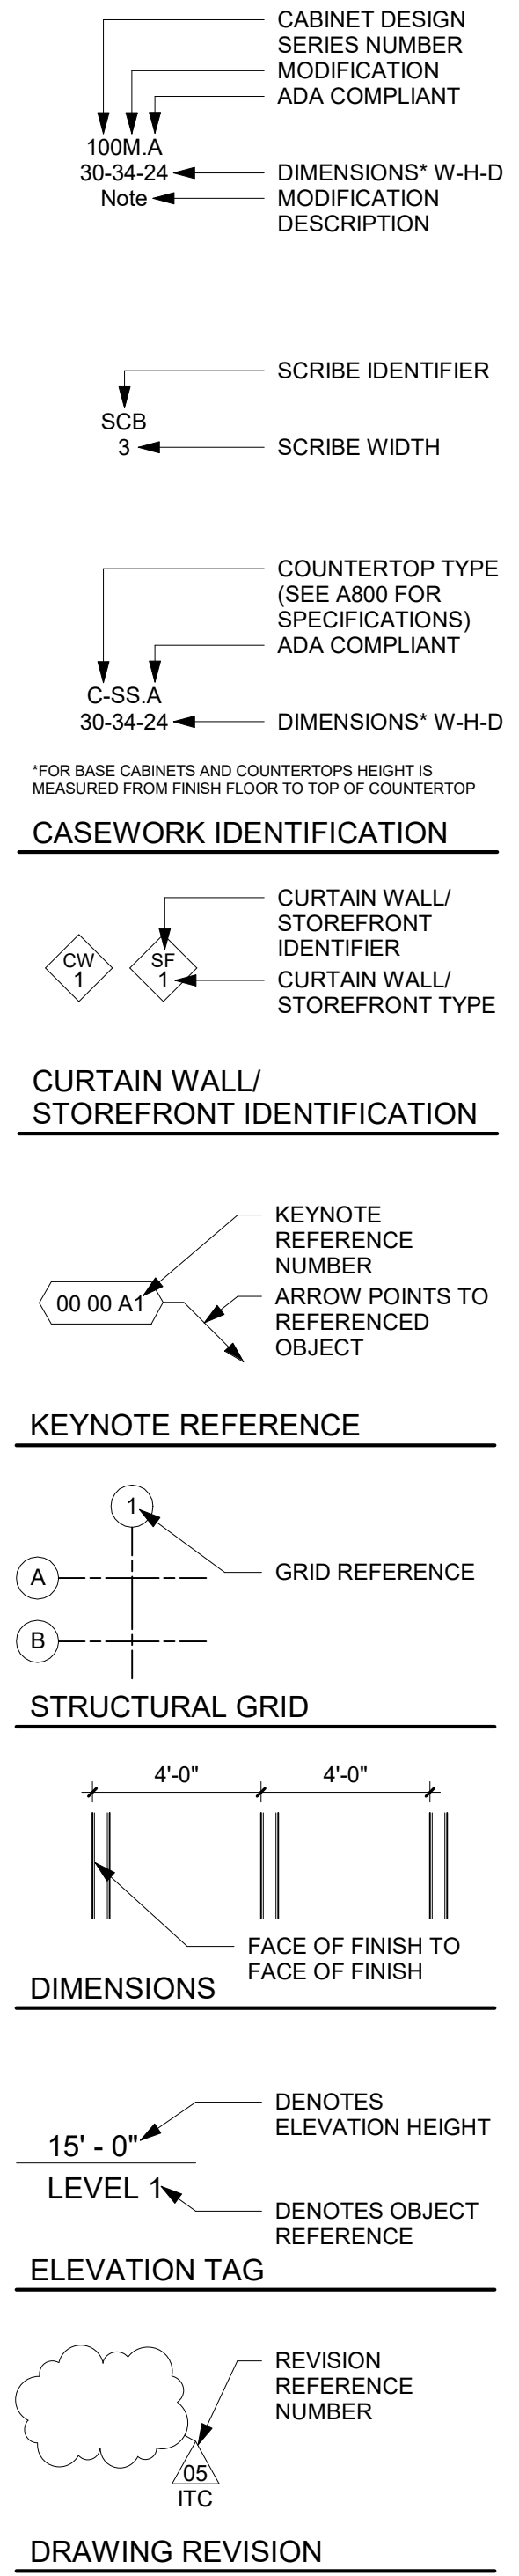 CABINET DESIGN
SERIES NUMBER
MODIFICATION
ADA COMPLIANT
100M.A
30-34-24
DIMENSIONS* W-H-D
Note
MODIFICATION
DESCRIPTION
SCRIBE IDENTIFIER
SCB
3
SCRIBE WIDTH
COUNTERTOP TYPE
(SEE A800 FOR
SPECIFICATIONS)
ADA COMPLIANT
C-SS.A
30-34-24
DIMENSIONS* W-H-D
*FOR BASE CABINETS AND COUNTERTOPS HEIGHT IS
MEASURED FROM FINISH FLOOR TO TOP OF COUNTERTOP
CASEWORK IDENTIFICATION
CURTAIN WALL/
STOREFRONT
IDENTIFIER
CW
1
SF
1
CURTAIN WALL/
STOREFRONT TYPE
CURTAIN WALL/
STOREFRONT IDENTIFICATION
KEYNOTE
REFERENCE
NUMBER
00 00 A1
ARROW POINTS TO
REFERENCED
OBJECT
KEYNOTE REFERENCE
1
A
GRID REFERENCE
B
STRUCTURAL GRID
4'-0" 4'-0"
FACE OF FINISH TO
FACE OF FINISH
DIMENSIONS
DENOTES
ELEVATION HEIGHT
15' - 0"
LEVEL 1
DENOTES OBJECT
REFERENCE
ELEVATION TAG
REVISION
REFERENCE
NUMBER
05
ITC
DRAWING REVISION